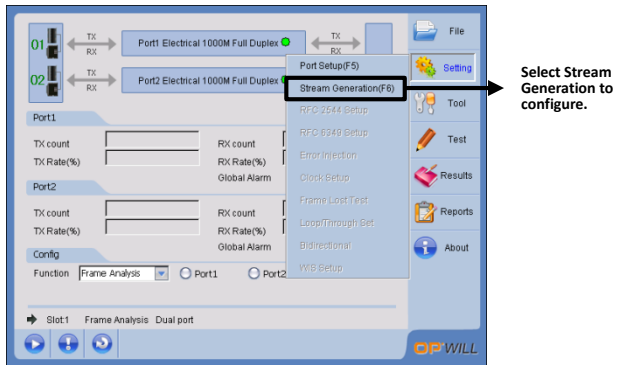 01 TX RX Port1 Electrical 1000M Full Duplex TX RX
02 TX RX Port2 Electrical 1000M Full Duplex
Port1
TX count RX count
TX Rate(%) RX Rate(%)
Global Alarm
Port2
TX count RX count
TX Rate(%) RX Rate(%)
Global Alarm
Config
Function Frame Analysis Port1 Port2
Slot:1 Frame Analysis Dual port
Port Setup(F5)
Stream Generation(F6)
RFC 2544 Setup
RFC 6349 Setup
Error Injection
Clock Setup
Frame Lost Test
Loop/Through Set
Bidirectional
WIS Setup
File
Setting
Tool
Test
Results
Reports
About
OPWILL
Select Stream
Generation to
configure.